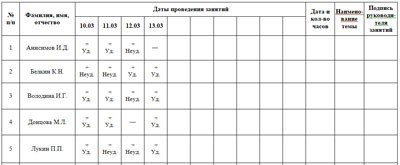 № п/п
Фамилия, имя, отчество
Даты проведения занятий
Дата и кол-во часов
Наимено-вание темы
Подпись руководи-теля занятий
10.03 11.03 12.03 13.03
1 Анисимов И.Д. = Уд. = Уд. = Неуд. —
2 Белкин К.Н. = Неуд. = Уд. = Неуд. = Уд.
3 Володина И.Г. = Уд. = Уд. = Уд. = Уд.
4 Донцова М.Л. = Уд. = Уд. — = Уд.
5 Лукин П.П. = Уд. = Неуд. = Неуд. = Уд.